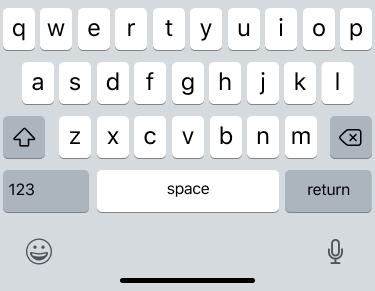 q w e r t y u i o p
a s d f g h j k l
z x c v b n m
123 space return